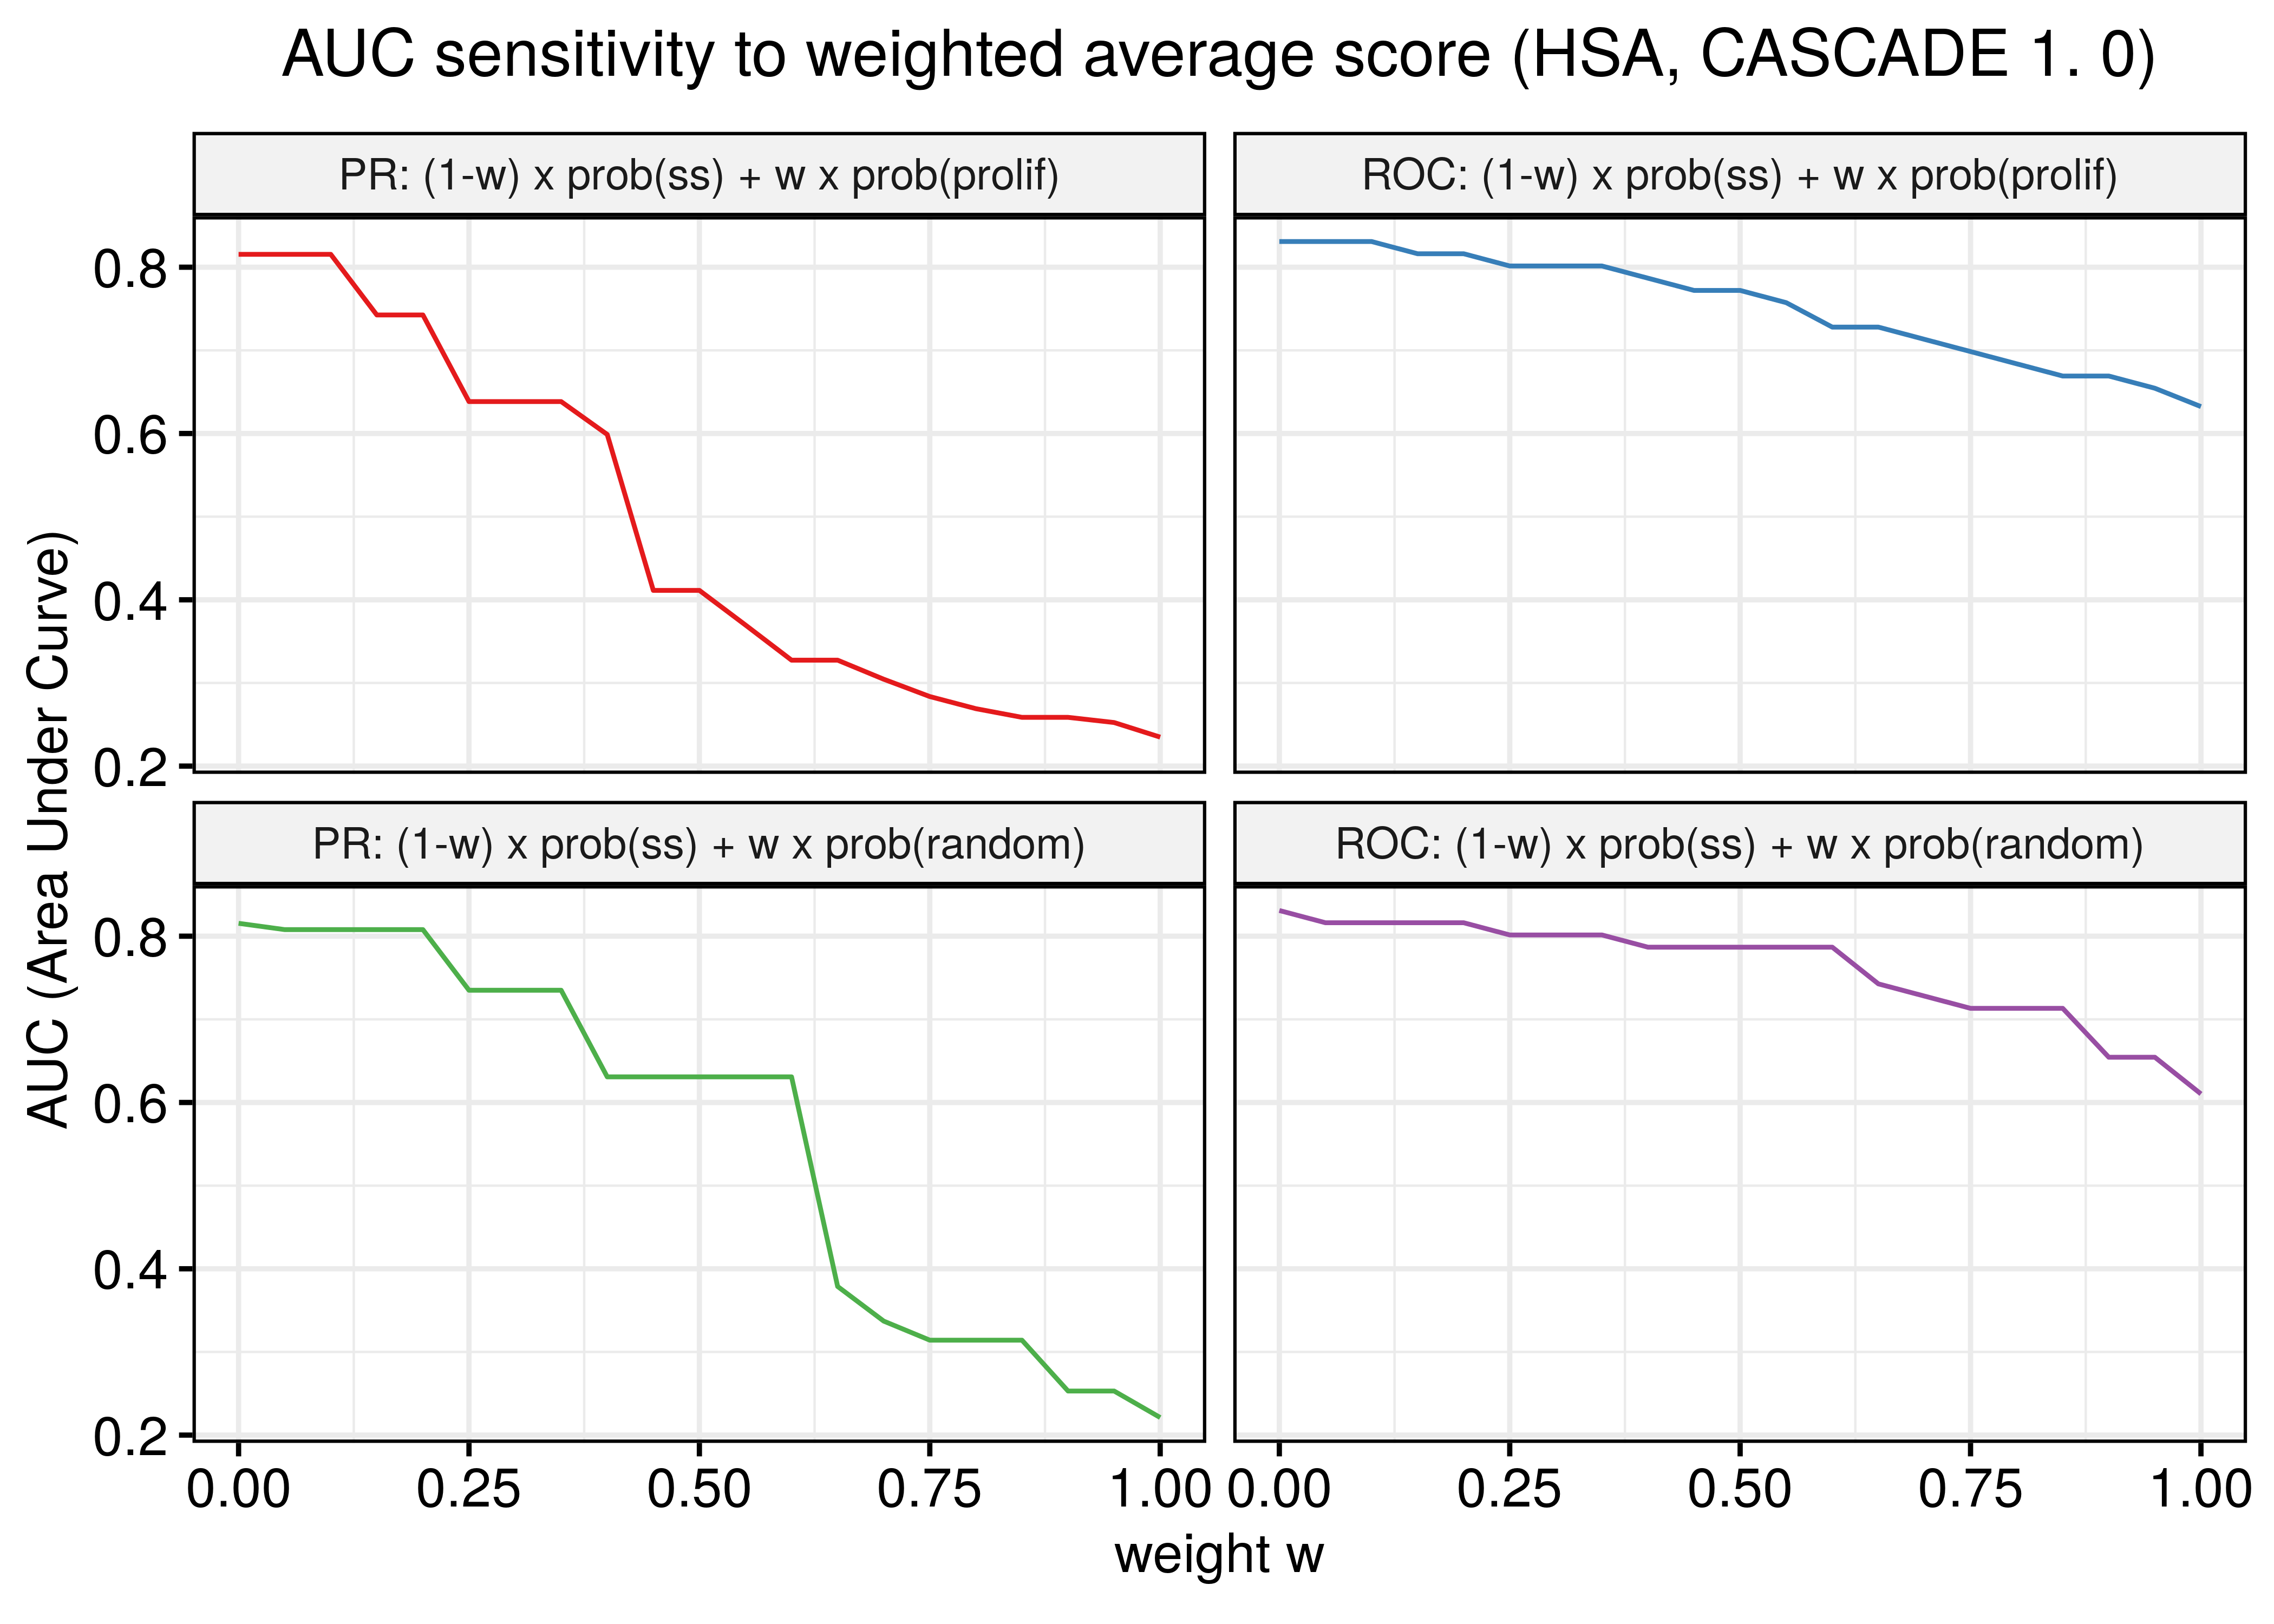 AUC sensitivity to weighted average score (HSA, CASCADE 1. 0)
PR: (1-w) x prob(ss) + w x prob(prolif)
ROC: (1-w) x prob(ss) + w x prob(prolif)
0.8
0.6
0.4
0.2
AUC (Area Under Curve)
PR: (1-w) x prob(ss) + w x prob(random)
ROC: (1-w) x prob(ss) + w x prob(random)
0.8
0.6
0.4
0.2
0.00 0.25 0.50 0.75 1.00 0.00 0.25 0.50 0.75 1.00
weight w